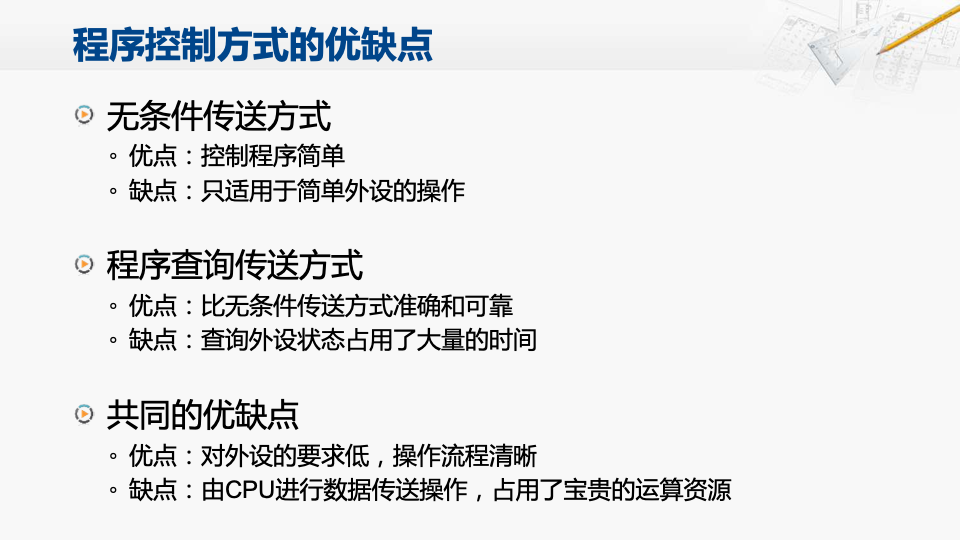 程序控制方式的优缺点
无条件传送方式
优点：控制程序简单
缺点：只适用于简单外设的操作
程序查询传送方式
优点：比无条件传送方式准确和可靠
缺点：查询外设状态占用了大量的时间
共同的优缺点
优点：对外设的要求低，操作流程清晰
缺点：由CPU进行数据传送操作，占用了宝贵的运算资源